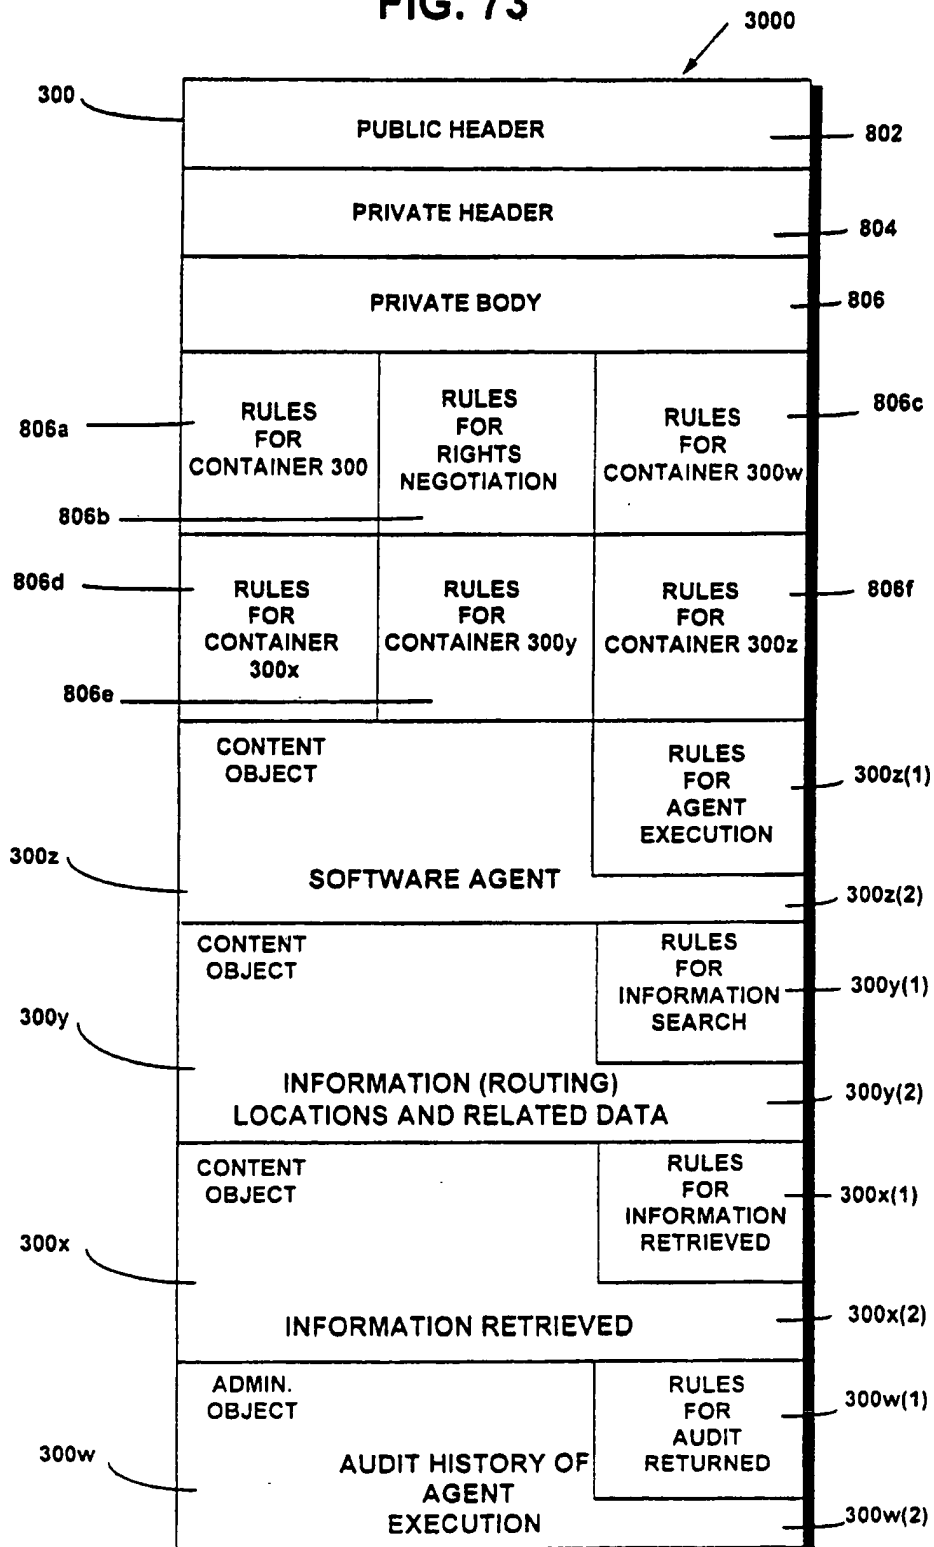 FIG. 73
3000
300
PUBLIC HEADER
802
PRIVATE HEADER
804
PRIVATE BODY
806
806a
RULES
FOR
CONTAINER 300
806b
RULES
FOR
RIGHTS
NEGOTIATION
806c
RULES
FOR
CONTAINER 300w
806d
RULES
FOR
CONTAINER
300x
806e
RULES
FOR
CONTAINER 300y
806f
RULES
FOR
CONTAINER 300z
CONTENT
OBJECT
RULES
FOR
AGENT
EXECUTION
300z(1)
300z
SOFTWARE AGENT
300z(2)
CONTENT
OBJECT
RULES
FOR
INFORMATION
SEARCH
300y(1)
300y
INFORMATION (ROUTING)
LOCATIONS AND RELATED DATA
300y(2)
CONTENT
OBJECT
RULES
FOR
INFORMATION
RETRIEVED
300x(1)
300x
INFORMATION RETRIEVED
300x(2)
ADMIN.
OBJECT
RULES
FOR
AUDIT
RETURNED
300w(1)
300w
AUDIT HISTORY OF
AGENT
EXECUTION
300w(2)